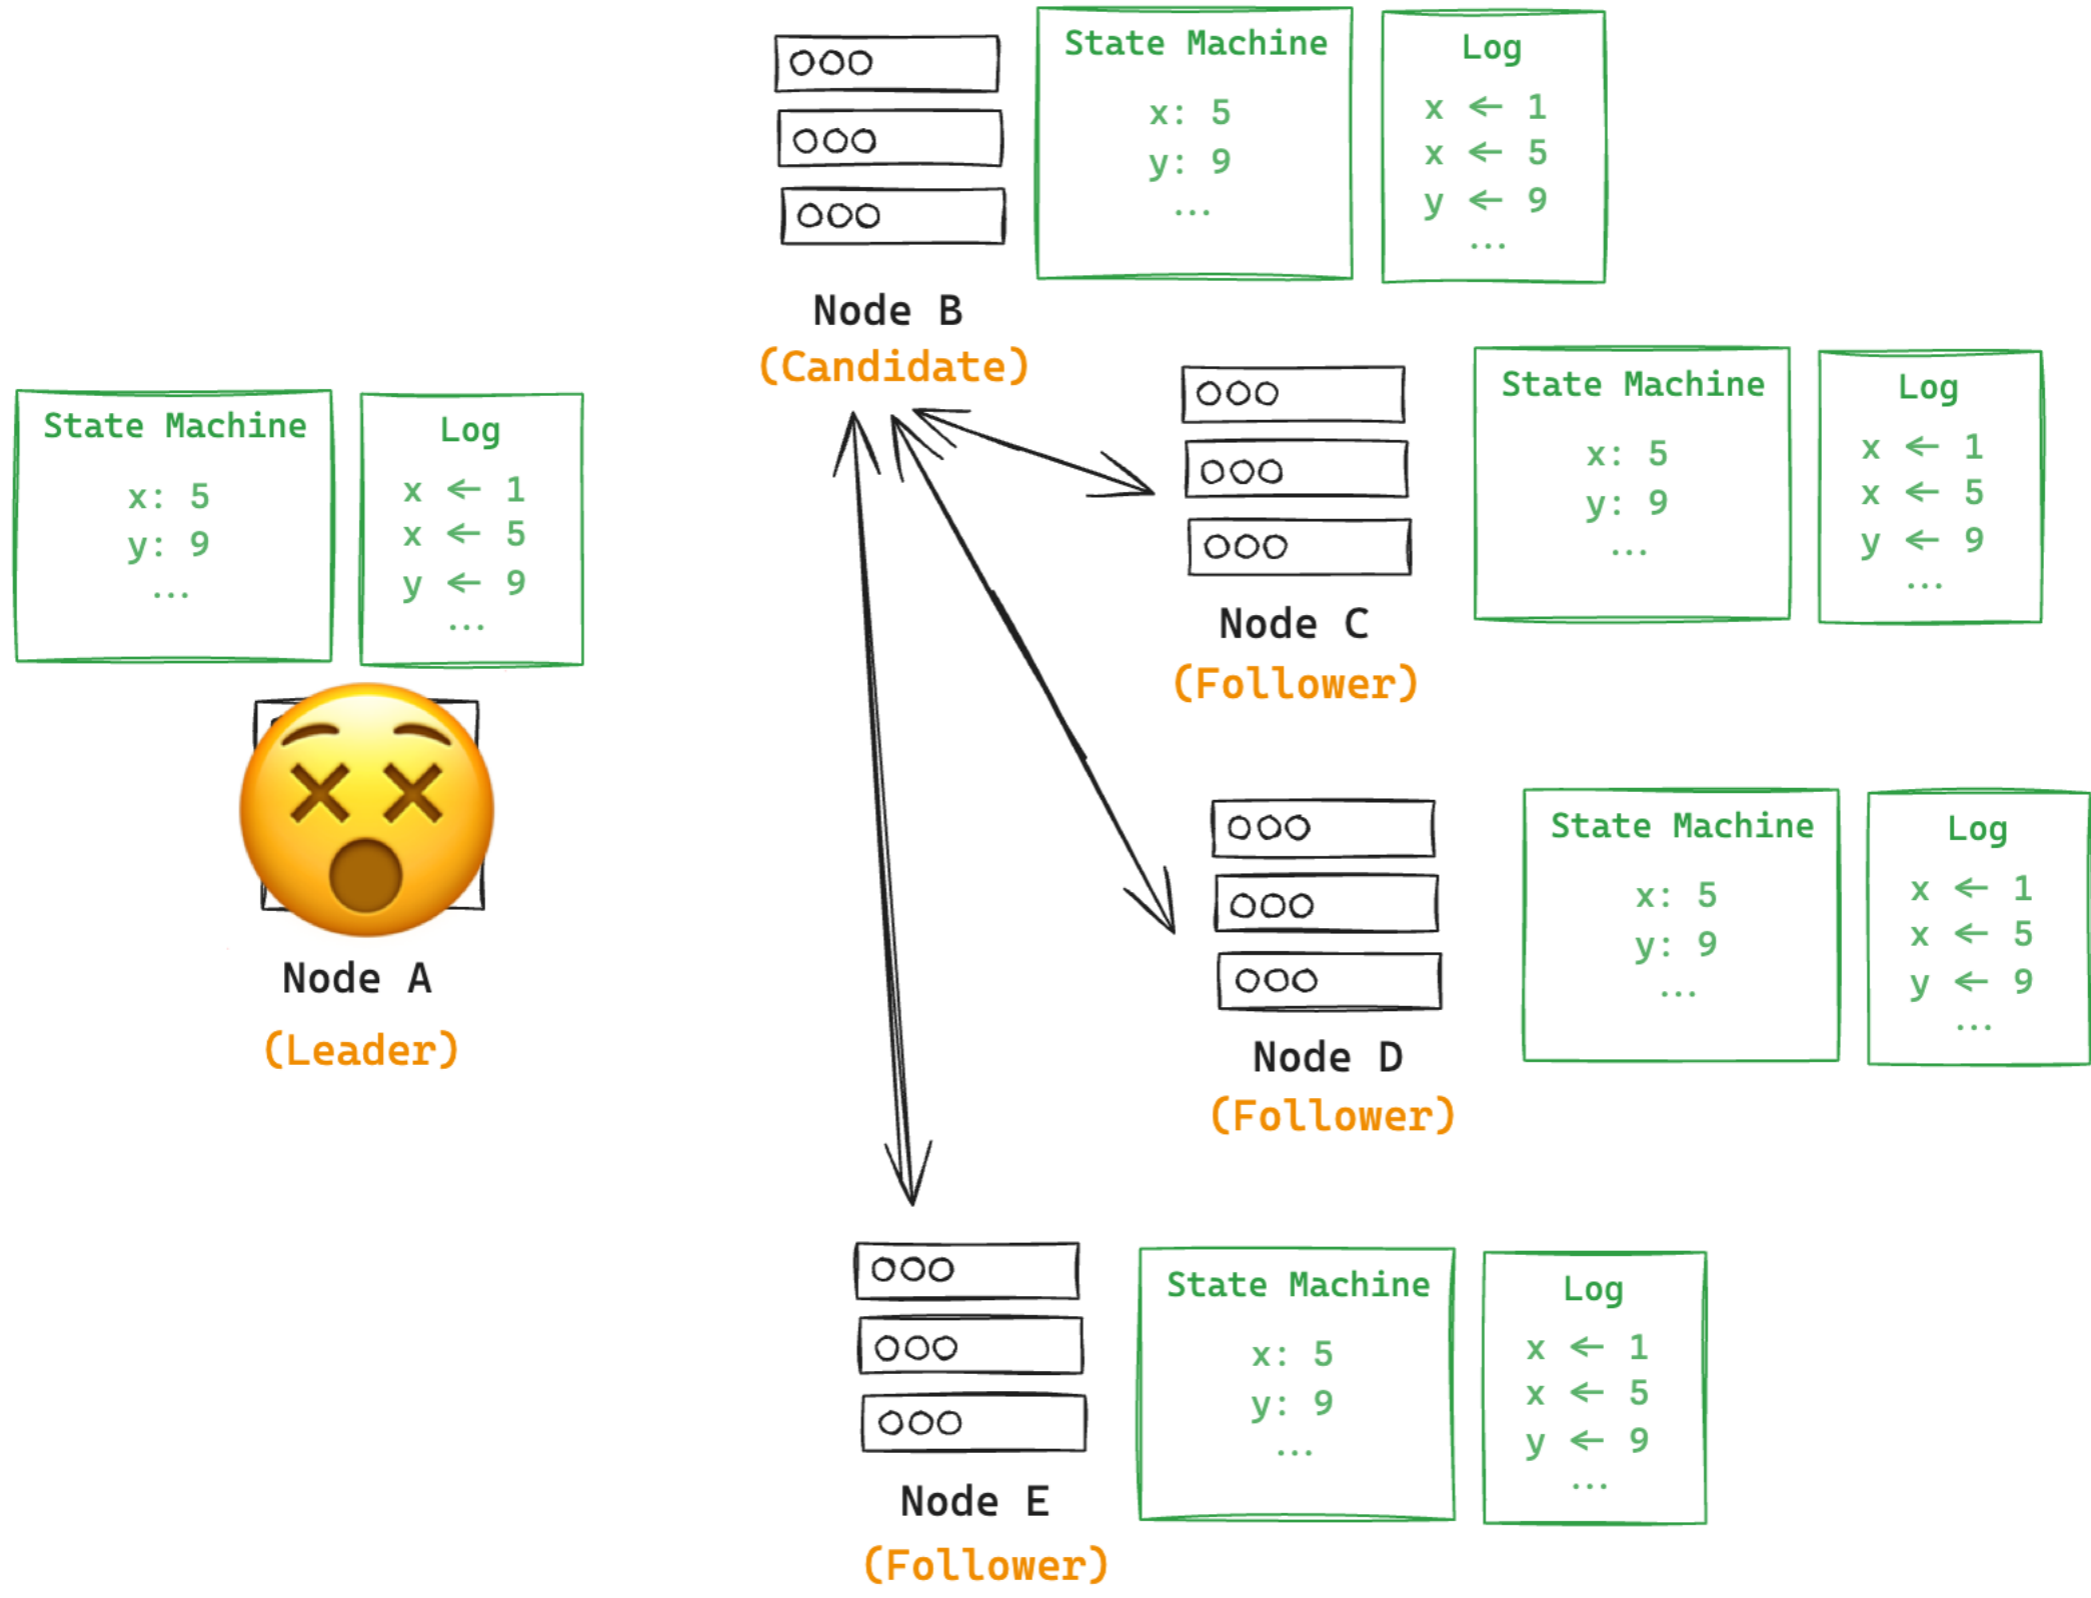 State Machine
x: 5
y: 9
...
Log
x ← 1
x ← 5
y ← 9
...
Node B
(Candidate)
State Machine
x: 5
y: 9
...
Log
x ← 1
x ← 5
y ← 9
...
Node C
(Follower)
State Machine
x: 5
y: 9
...
Log
x ← 1
x ← 5
y ← 9
...
Node A
(Leader)
State Machine
x: 5
y: 9
...
Log
x ← 1
x ← 5
y ← 9
...
Node D
(Follower)
State Machine
x: 5
y: 9
...
Log
x ← 1
x ← 5
y ← 9
...
Node E
(Follower)